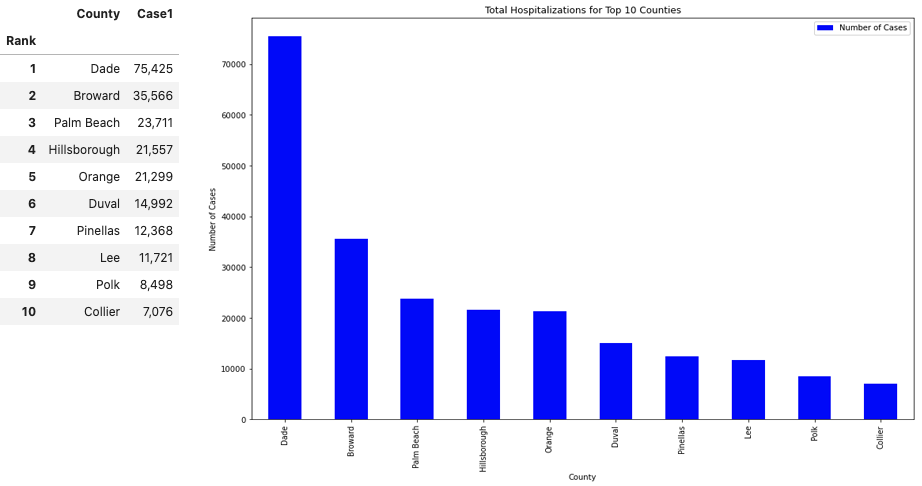 County Case1
Rank
1 Dade 75,425
2 Broward 35,566
3 Palm Beach 23,711
4 Hillsborough 21,557
5 Orange 21,299
6 Duval 14,992
7 Pinellas 12,368
8 Lee 11,721
9 Polk 8,498
10 Collier 7,076
Total Hospitalizations for Top 10 Counties
Number of Cases
Number of Cases
70000
60000
50000
40000
30000
20000
10000
0
Dade
Broward
Palm Beach
Hillsborough
Orange
Duval
Pinellas
Lee
Polk
Collier
County